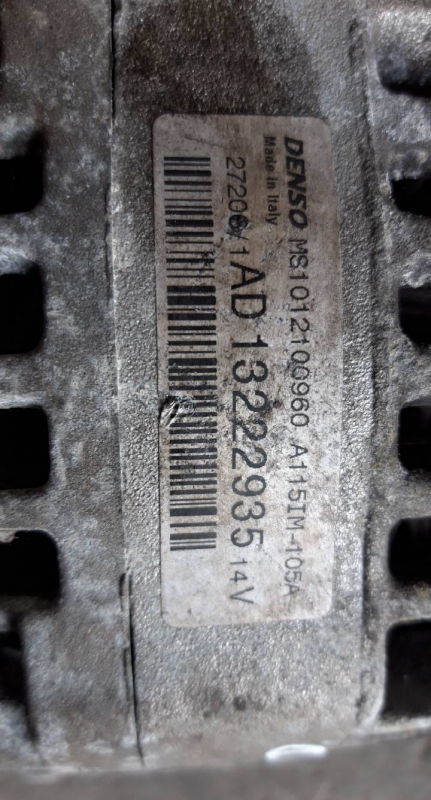 DENSO MS1012100960 A115IM-105A
Made in Italy
AD 13222935 14V